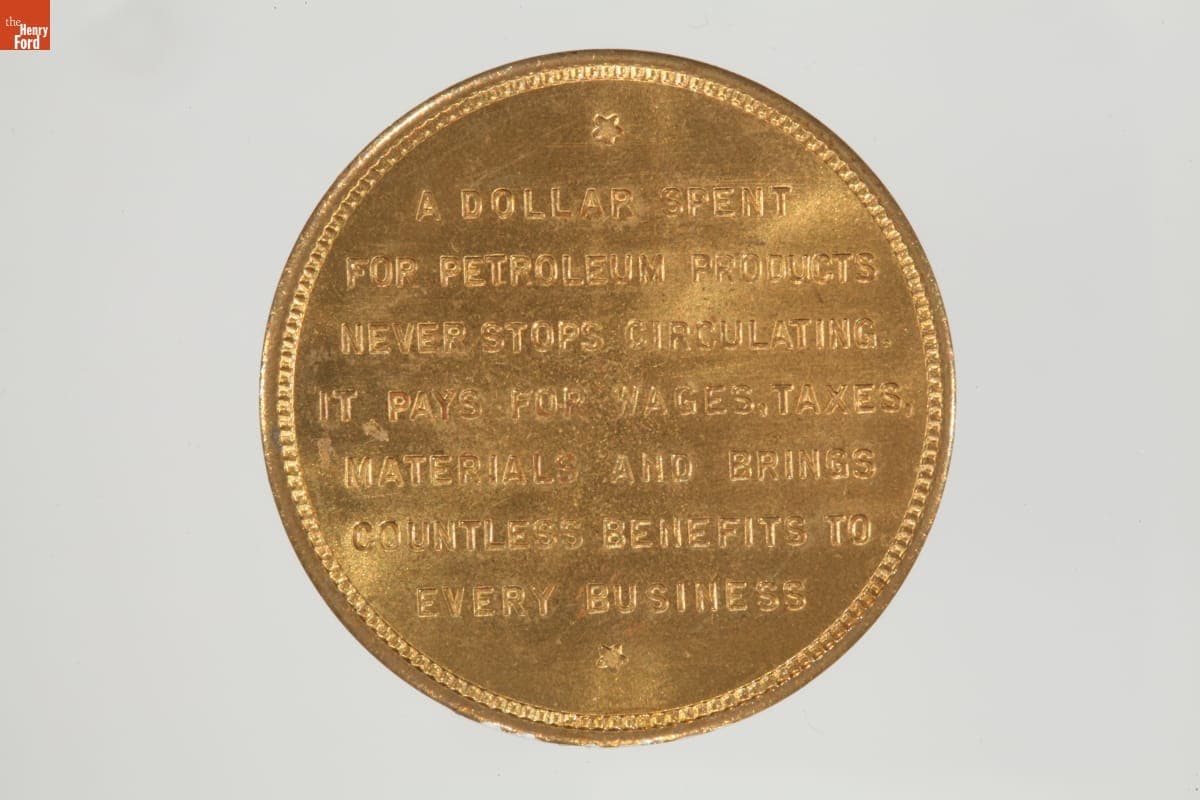 the
Henry
Ford
A DOLLAR SPENT
FOR PETROLEUM PRODUCTS
NEVER STOPS CIRCULATING.
IT PAYS FOR WAGES, TAXES,
MATERIALS AND BRINGS
COUNTLESS BENEFITS TO
EVERY BUSINESS